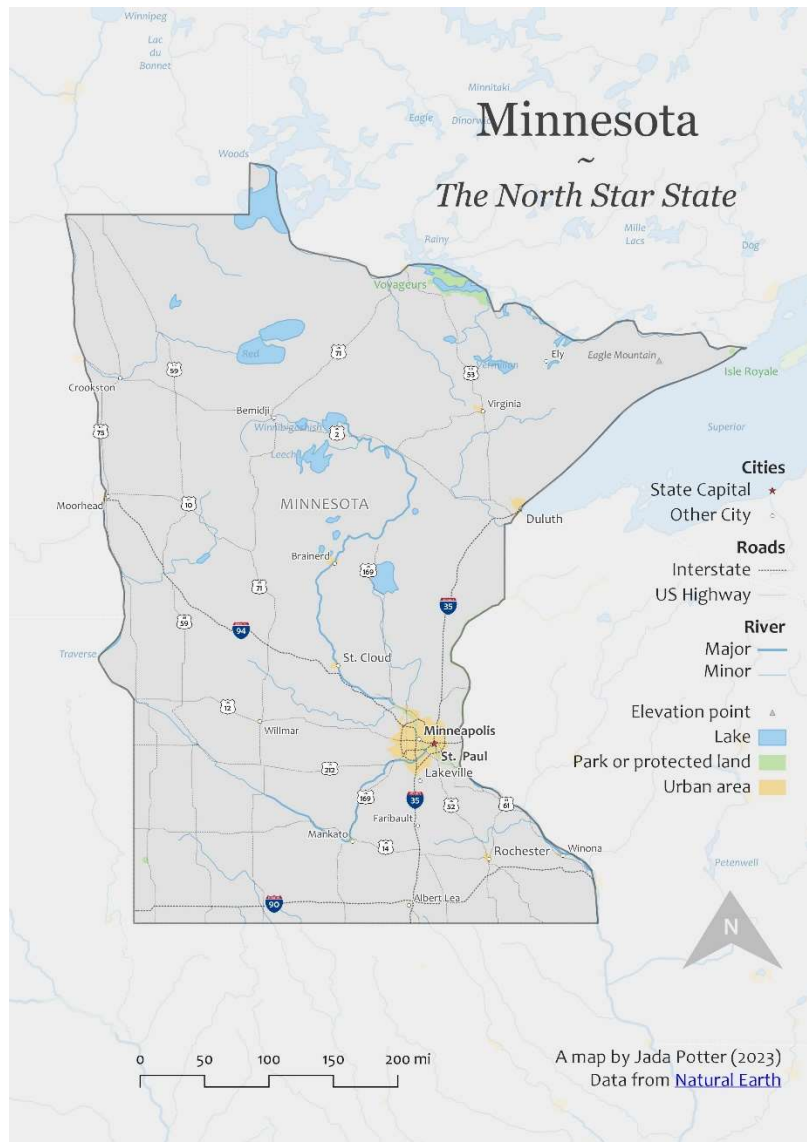 Winnipeg
Lac
du
Bonnet
Minnitaki
Eagle
Minnesota
~
The North Star State
Woods
Mille
Lacs
Dog
Rainy
Voyageurs
Red
71
59
53
Ely
Eagle Mountain
Isle Royale
Crookston
Bemidji
Virginia
Winnibigoshish
2
75
Leech
Superior
MINNESOTA
Moorhead
10
Duluth
Brainerd
169
71
59
94
35
Traverse
St. Cloud
12
Willmar
Minneapolis
St. Paul
212
Lakeville
169
35
52
61
Faribault
Mankato
14
Rochester
Winona
Albert Lea
90
Petenwell
Cities
State Capital
Other City
Roads
Interstate
US Highway
River
Major
Minor
Elevation point
Lake
Park or protected land
Urban area
N
0 50 100 150 200 mi
A map by Jada Potter (2023)
Data from Natural Earth